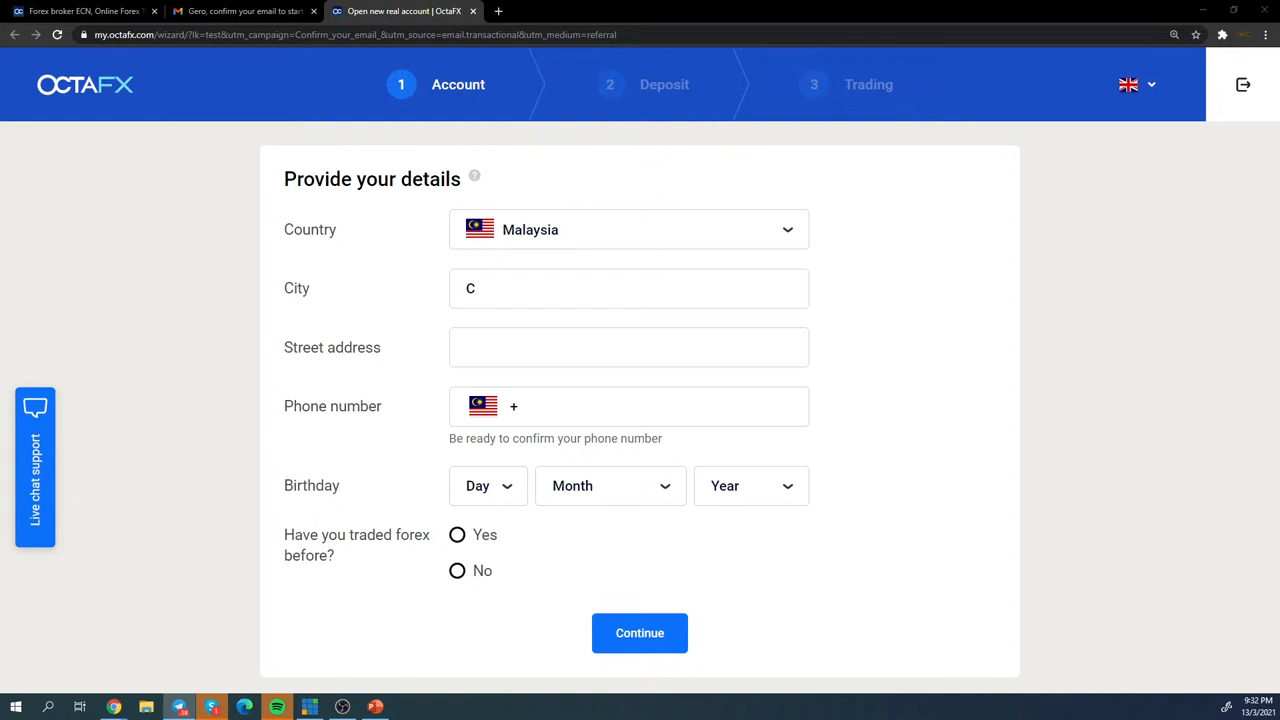 Forex broker ECN, Online Forex T
Gero, confirm your email to start
Open new real account | OctaFX
my.octafx.com/wizard/?lk=test&utm_campaign=Confirm_your_email_&utm_source=email.transactional&utm_medium=referral
OCTAFX
1 Account
2 Deposit
3 Trading
Provide your details ?
Country
Malaysia
City
C
Street address
Phone number
+
Be ready to confirm your phone number
Birthday
Day
Month
Year
Have you traded forex
before?
Yes
No
Continue
Live chat support
9:32 PM
13/3/2021